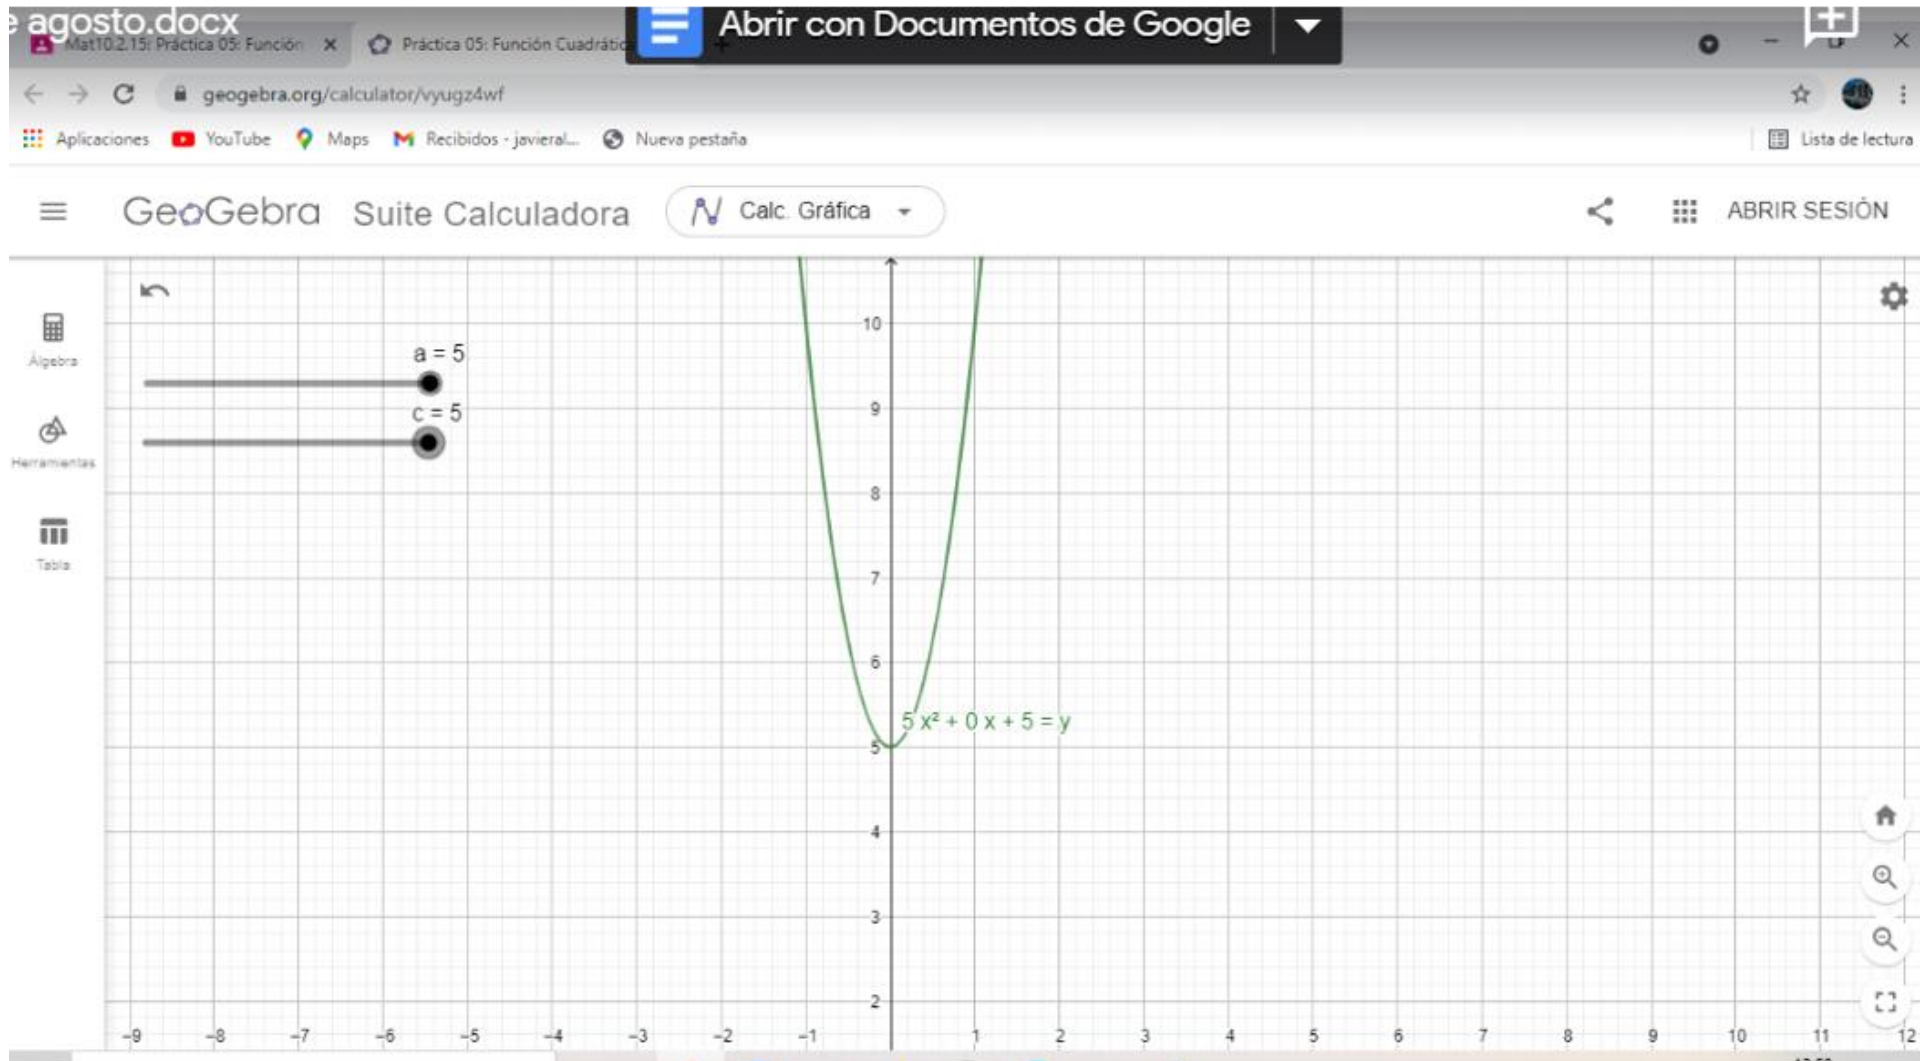 e agosto.docx
Abrir con Documentos de Google
Mat10.2.15: Práctica 05: Función
Práctica 05: Función Cuadrátic
geogebra.org/calculator/vyugz4wf
Aplicaciones YouTube Maps Recibidos - javieral... Nueva pestaña Lista de lectura
GeoGebra Suite Calculadora Calc. Gráfica ABRIR SESIÓN
Álgebra
Herramientas
Tabla
a = 5
c = 5
10
9
8
7
6
5 x² + 0 x + 5 = y
5
4
3
2
-9 -8 -7 -6 -5 -4 -3 -2 -1 1 2 3 4 5 6 7 8 9 10 11 12